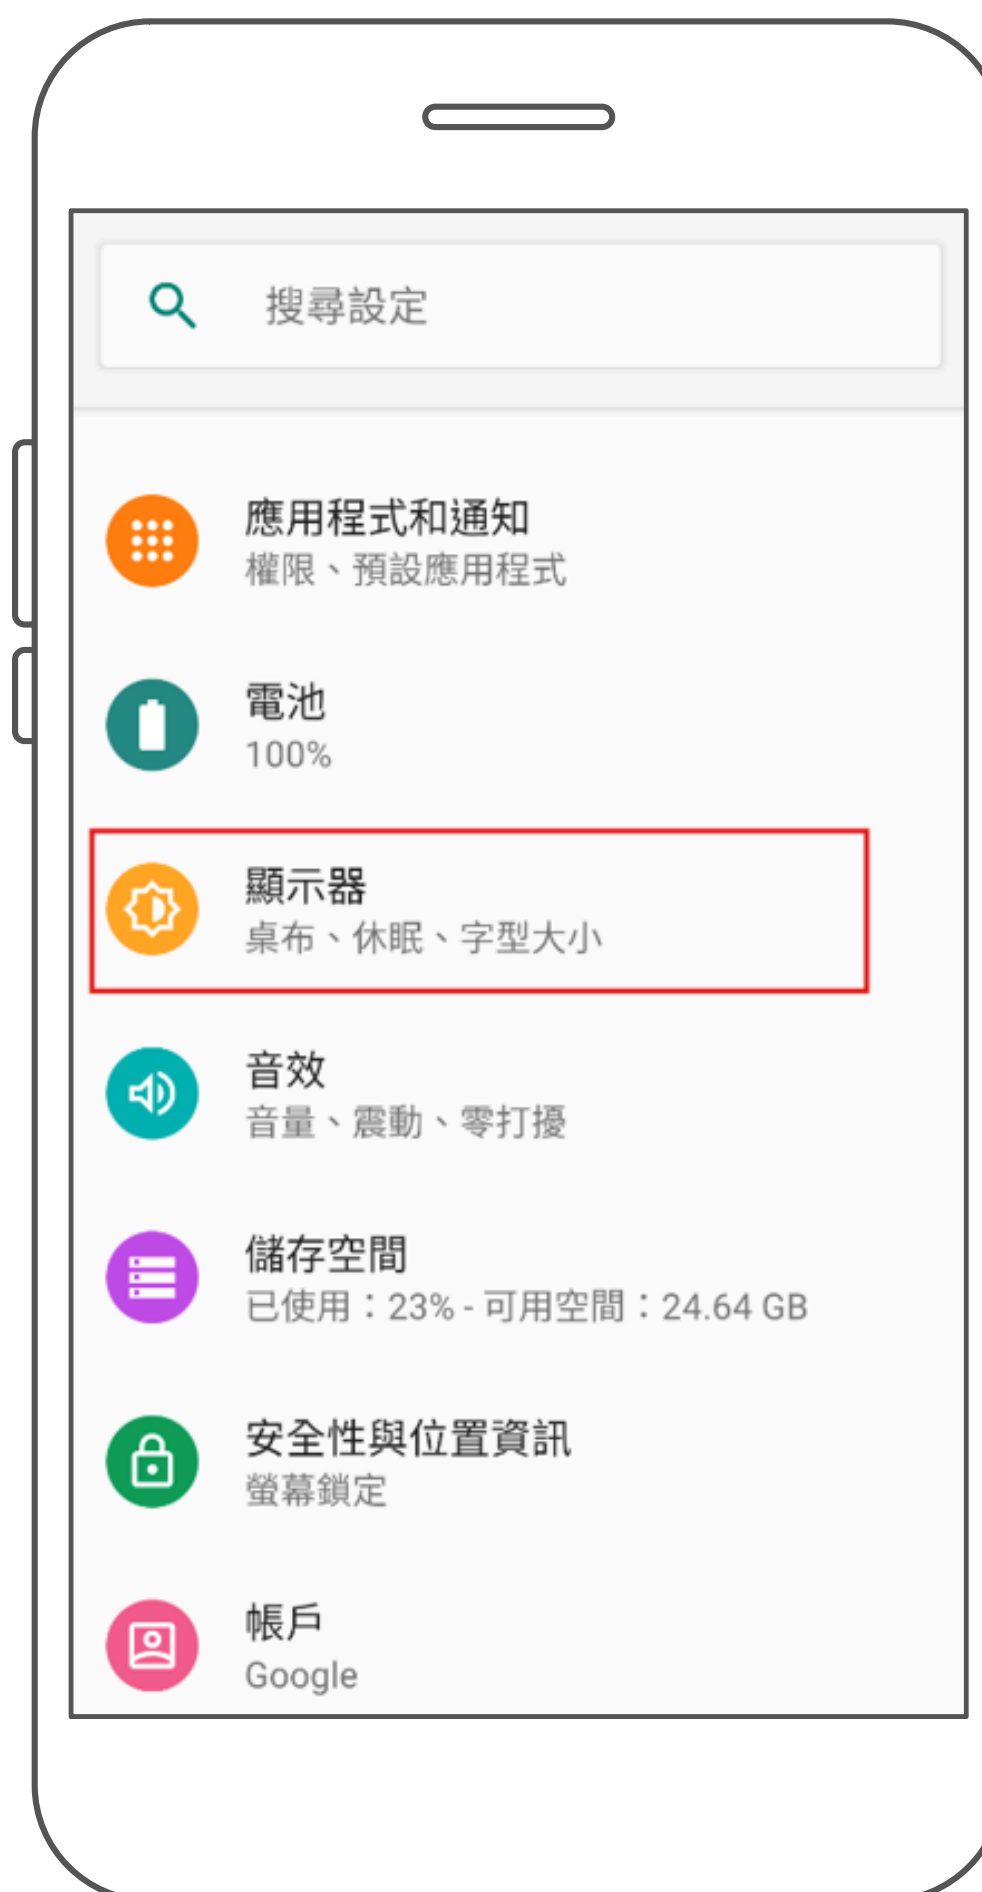 搜尋設定
應用程式和通知
權限、預設應用程式
電池
100%
顯示器
桌布、休眠、字型大小
音效
音量、震動、零打擾
儲存空間
已使用：23% - 可用空間：24.64 GB
安全性與位置資訊
螢幕鎖定
帳戶
Google